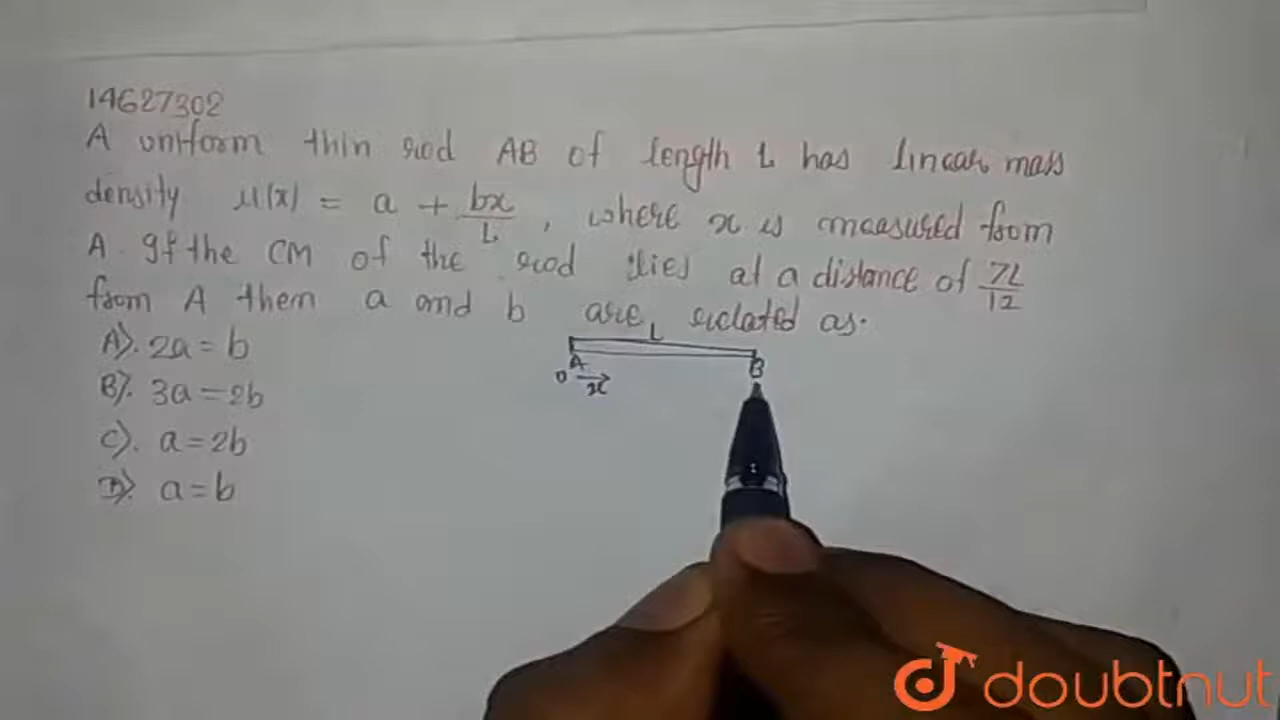 14627302
A uniform thin rod AB of length L has linear mass
density μ(x) = a + bx/L, where x is measured from
A. If the CM of the rod lies at a distance of 7L/12
from A then a and b are related as.
A). 2a = b
B). 3a = 2b
C). a = 2b
D). a = b
L
A
B
0
x
doubtnut